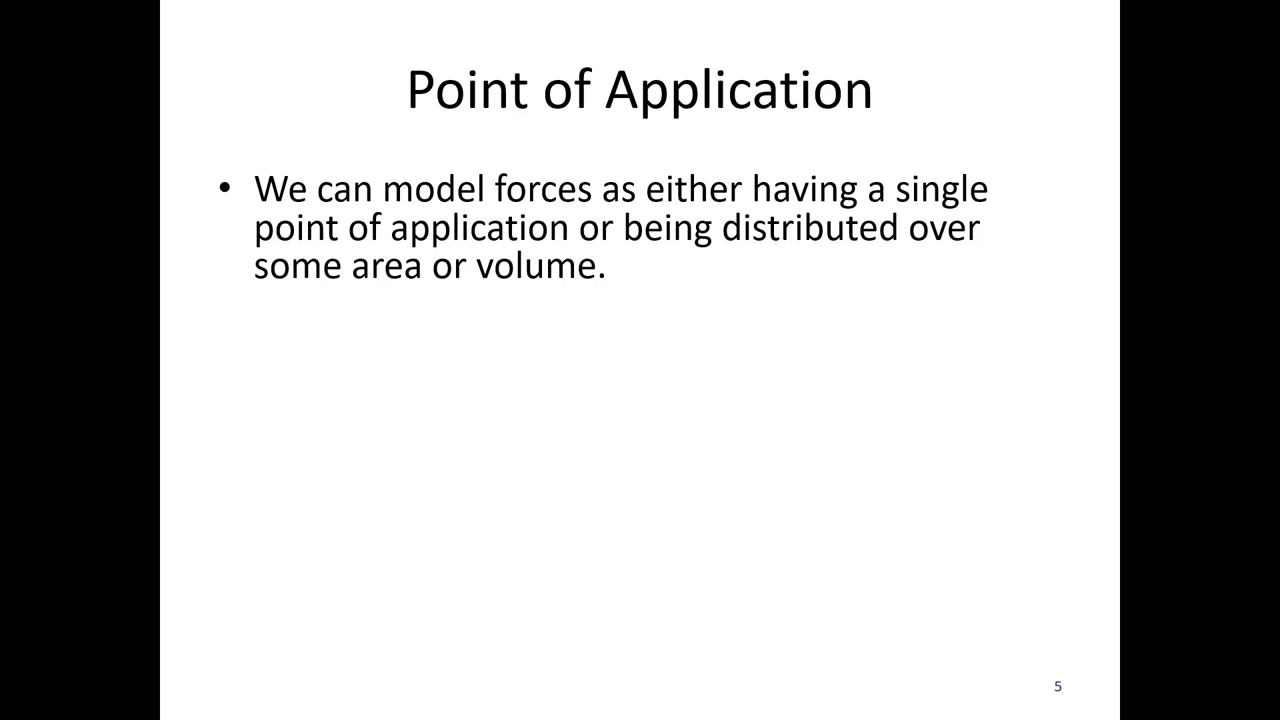 Point of Application
• We can model forces as either having a single
point of application or being distributed over
some area or volume.
5